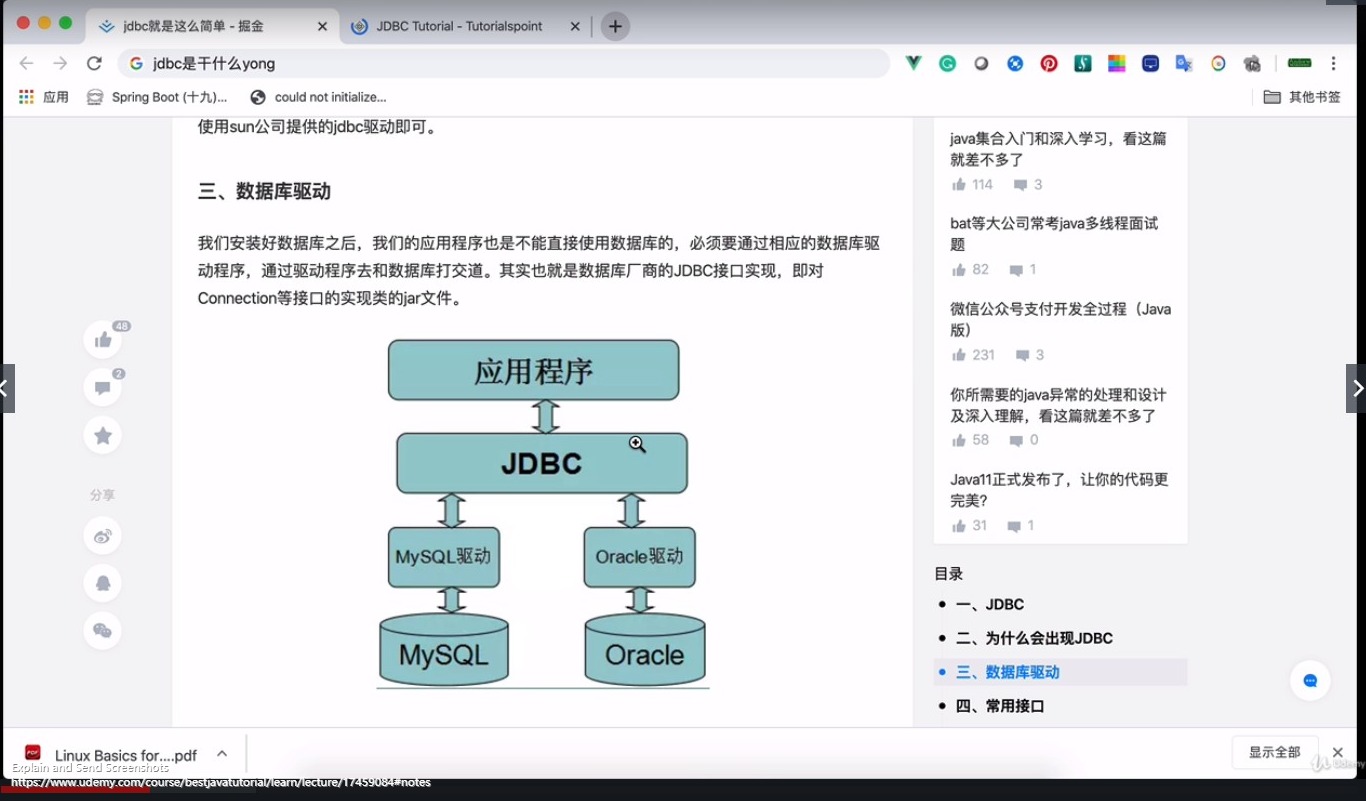 jdbc就是这么简单 - 掘金
JDBC Tutorial - Tutorialspoint
jdbc是干什么yong
应用
Spring Boot (十九)...
could not initialize...
其他书签
使用sun公司提供的jdbc驱动即可。
三、数据库驱动
我们安装好数据库之后，我们的应用程序也是不能直接使用数据库的，必须要通过相应的数据库驱
动程序，通过驱动程序去和数据库打交道。其实也就是数据库厂商的JDBC接口实现，即对
Connection等接口的实现类的jar文件。
48
2
分享
应用程序
JDBC
MySQL驱动
Oracle驱动
MySQL
Oracle
java集合入门和深入学习，看这篇
就差不多了
114 3
bat等大公司常考java多线程面试
题
82 1
微信公众号支付开发全过程（Java
版）
231 3
你所需要的java异常的处理和设计
及深入理解，看这篇就差不多了
58 0
Java11正式发布了，让你的代码更
完美?
31 1
目录
一、JDBC
二、为什么会出现JDBC
三、数据库驱动
四、常用接口
PDF
Linux Basics for....pdf
显示全部
Explain and Send Screenshots
Udemy
https://www.udemy.com/course/bestjavatutorial/learn/lecture/17459084#notes